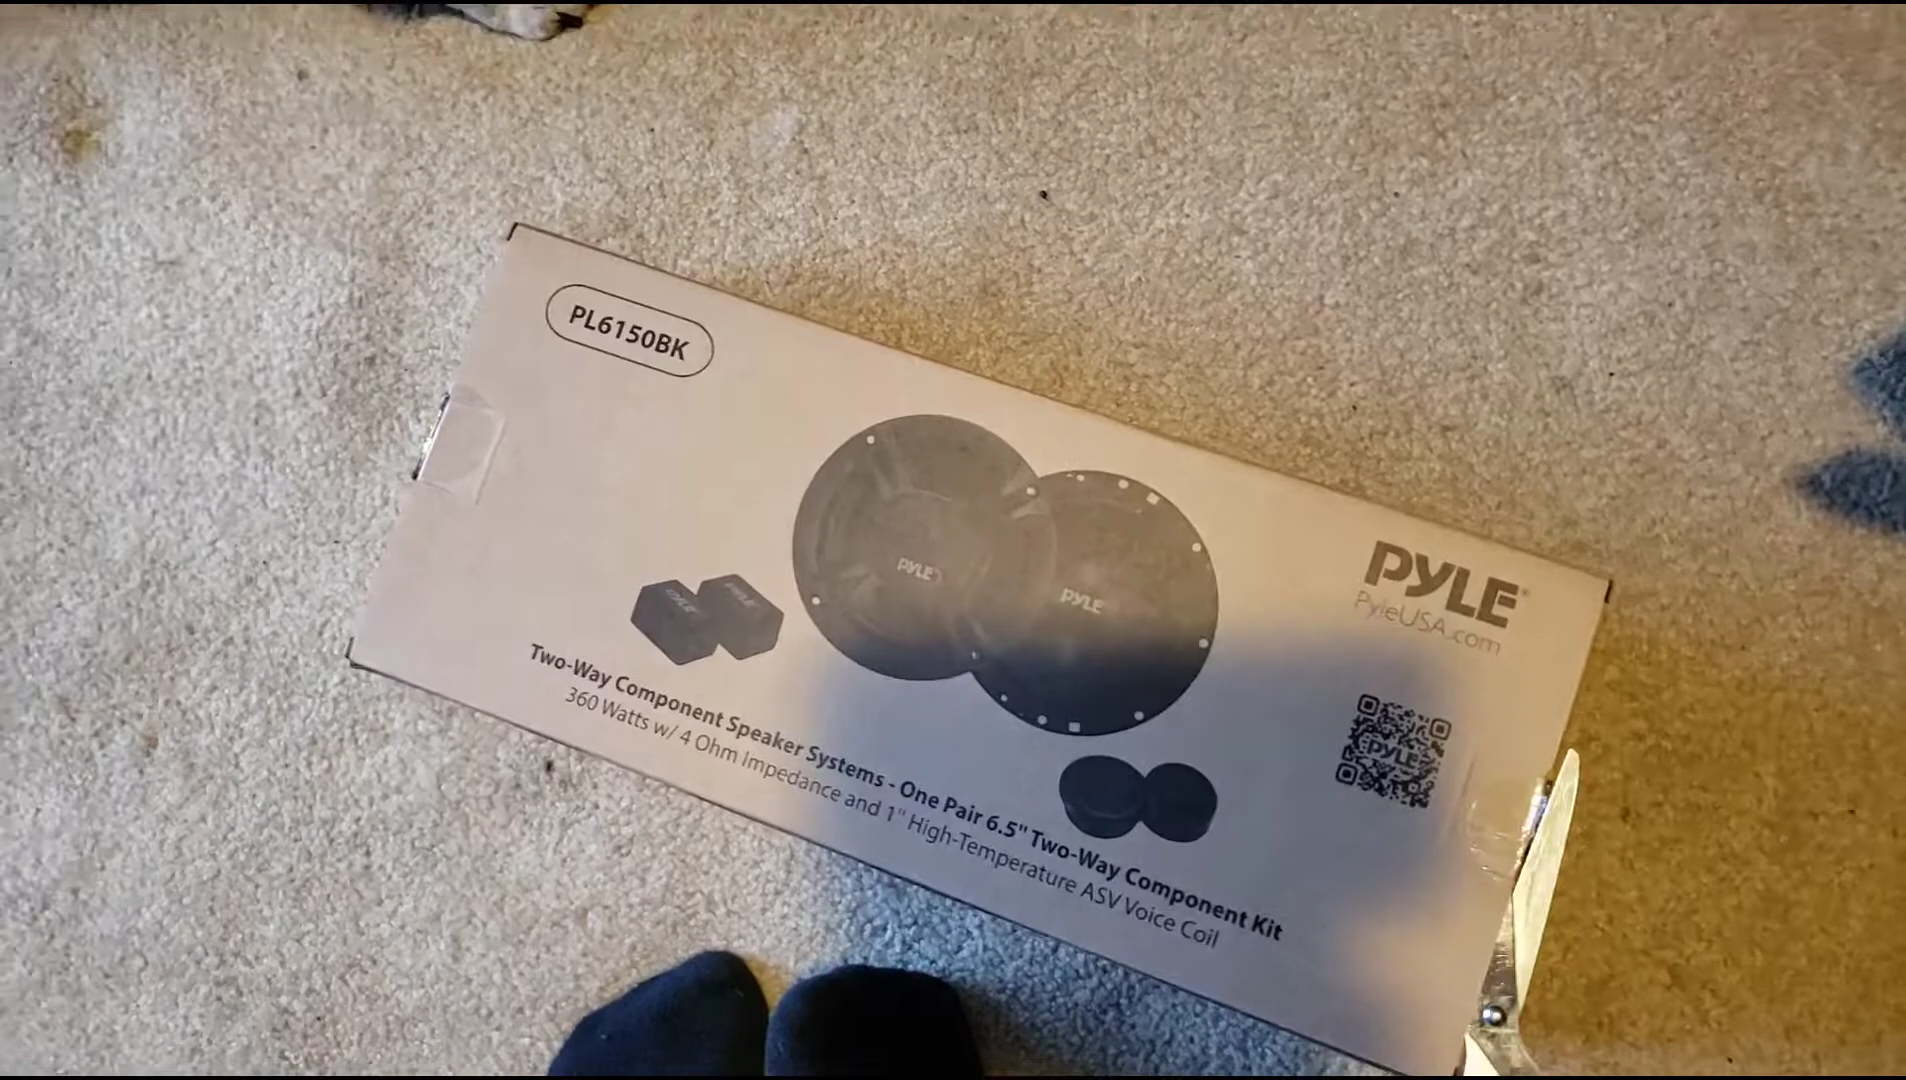 PL6150BK
PYLE
PYLE
PYLE
PYLE
PYLE®
PyleUSA.com
PYLE
Two-Way Component Speaker Systems - One Pair 6.5" Two-Way Component Kit
360 Watts w/ 4 Ohm Impedance and 1" High-Temperature ASV Voice Coil